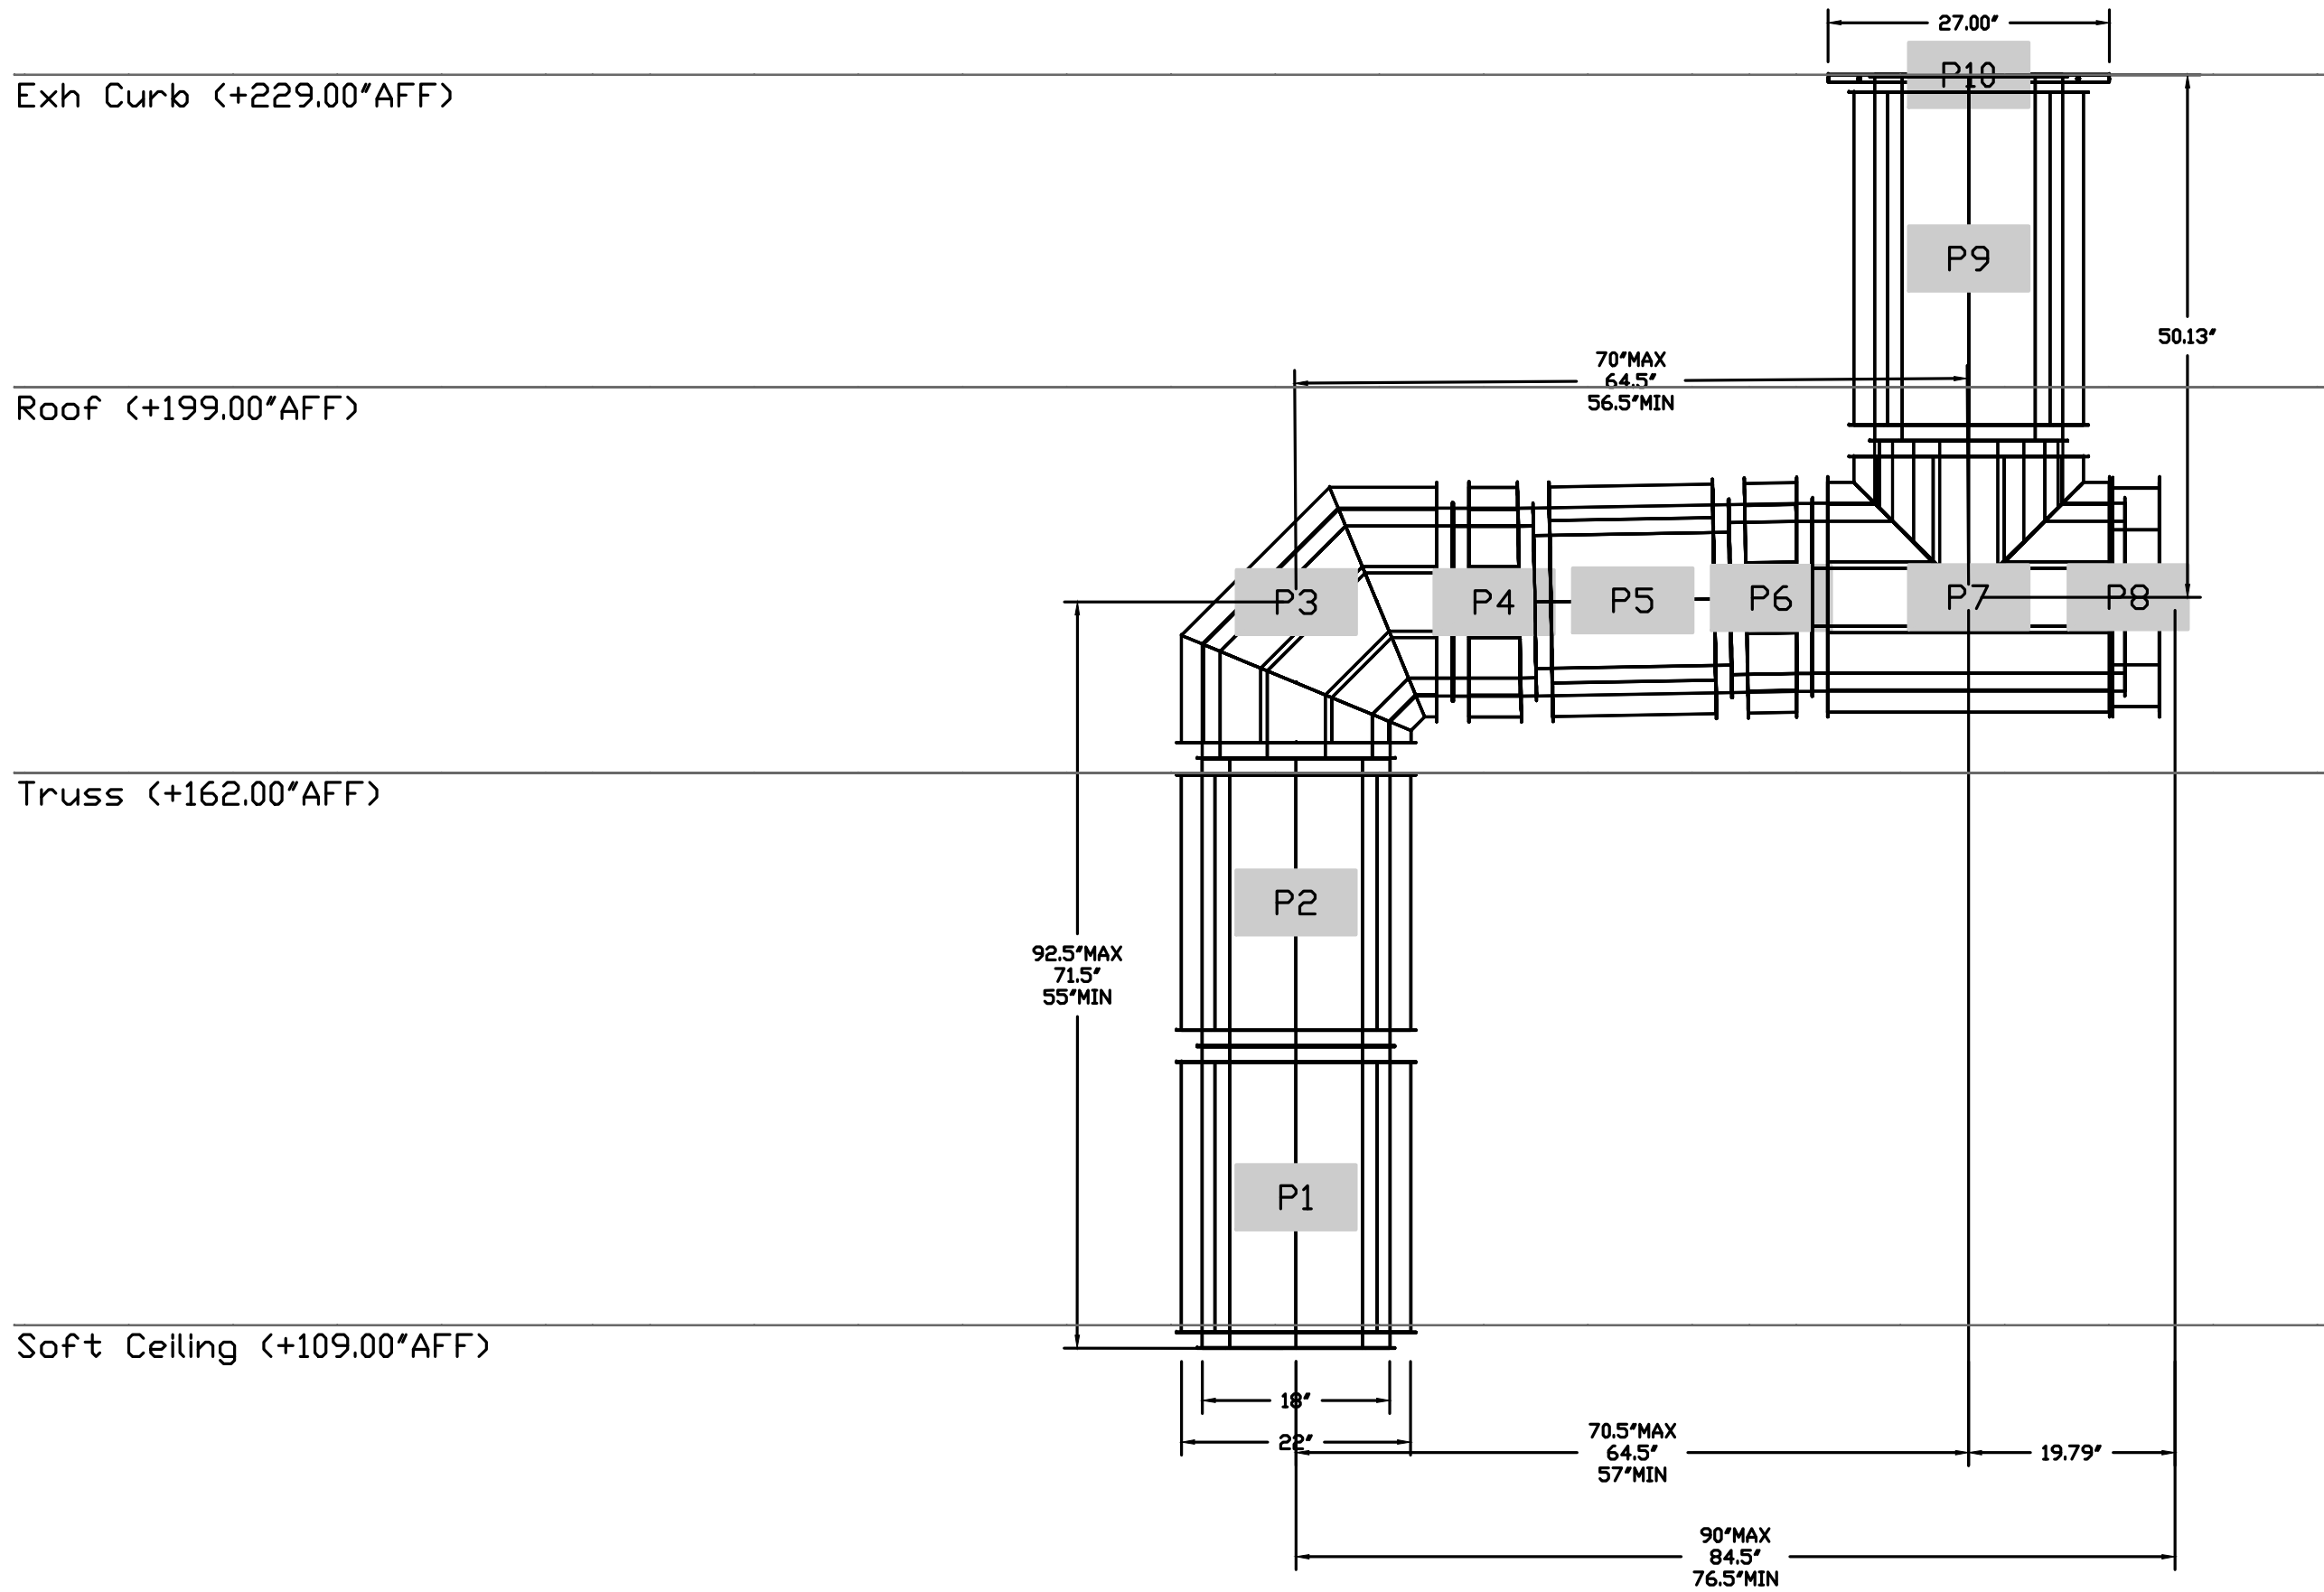 27.00"
P10
Exh Curb (+229.00"AFF)
P9
50.13"
70"MAX
64.5"
56.5"MIN
Roof (+199.00"AFF)
P3
P4
P5
P6
P7
P8
Truss (+162.00"AFF)
P2
92.5"MAX
71.5"
55"MIN
P1
Soft Ceiling (+109.00"AFF)
18"
22"
70.5"MAX
64.5"
57"MIN
19.79"
90"MAX
84.5"
76.5"MIN